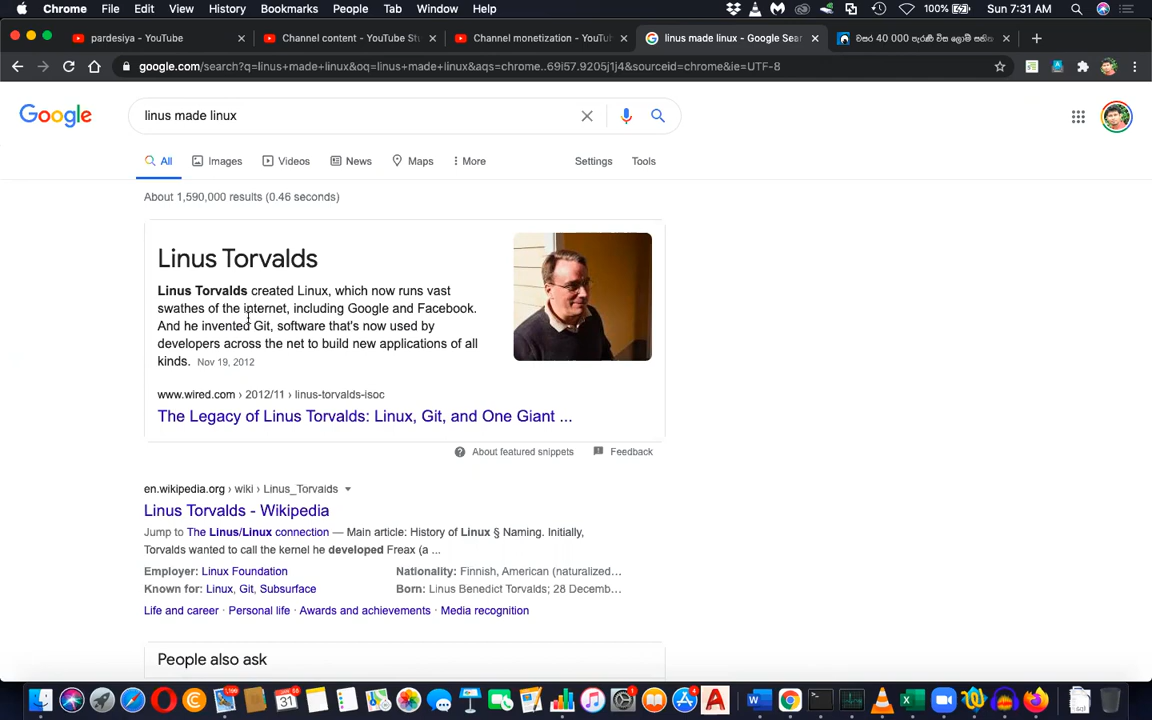 Chrome File Edit View History Bookmarks People Tab Window Help 100% Sun 7:31 AM
pardesiya - YouTube
Channel content - YouTube St
Channel monetization - YouTu
linus made linux - Google Sear
වසර 40 000 පැරණි විස ලොම් සහිත
google.com/search?q=linus+made+linux&oq=linus+made+linux&aqs=chrome..69i57.9205j1j4&sourceid=chrome&ie=UTF-8
Google
linus made linux
All Images Videos News Maps More Settings Tools
About 1,590,000 results (0.46 seconds)
Linus Torvalds
Linus Torvalds created Linux, which now runs vast
swathes of the internet, including Google and Facebook.
And he invented Git, software that's now used by
developers across the net to build new applications of all
kinds. Nov 19, 2012
www.wired.com › 2012/11 › linus-torvalds-isoc
The Legacy of Linus Torvalds: Linux, Git, and One Giant ...
About featured snippets Feedback
en.wikipedia.org › wiki › Linus_Torvalds
Linus Torvalds - Wikipedia
Jump to The Linus/Linux connection — Main article: History of Linux § Naming. Initially,
Torvalds wanted to call the kernel he developed Freax (a ...
Employer: Linux Foundation Nationality: Finnish, American (naturalized...
Known for: Linux, Git, Subsurface Born: Linus Benedict Torvalds; 28 Decemb...
Life and career · Personal life · Awards and achievements · Media recognition
People also ask